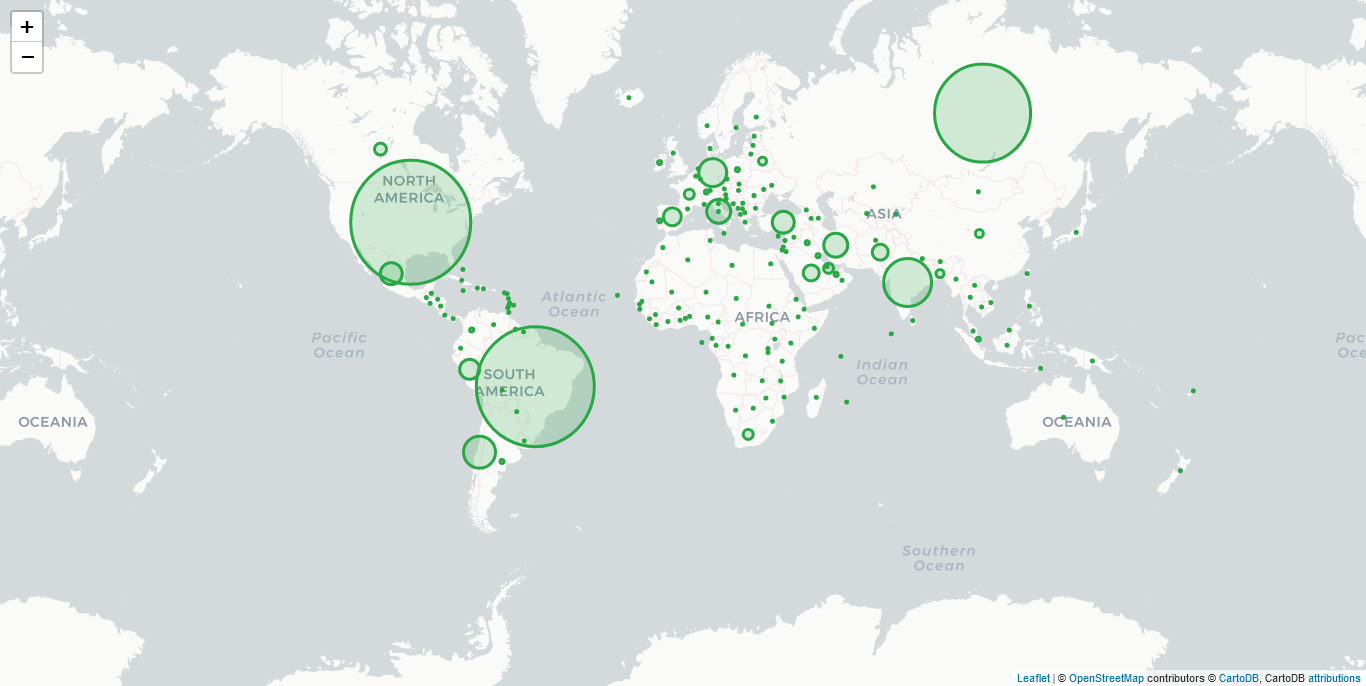 +
−
NORTH
AMERICA
Atlantic
Ocean
Pacific
Ocean
SOUTH
AMERICA
AFRICA
ASIA
Indian
Ocean
Pac
Oce
OCEANIA
OCEANIA
Southern
Ocean
Leaflet | © OpenStreetMap contributors © CartoDB, CartoDB attributions